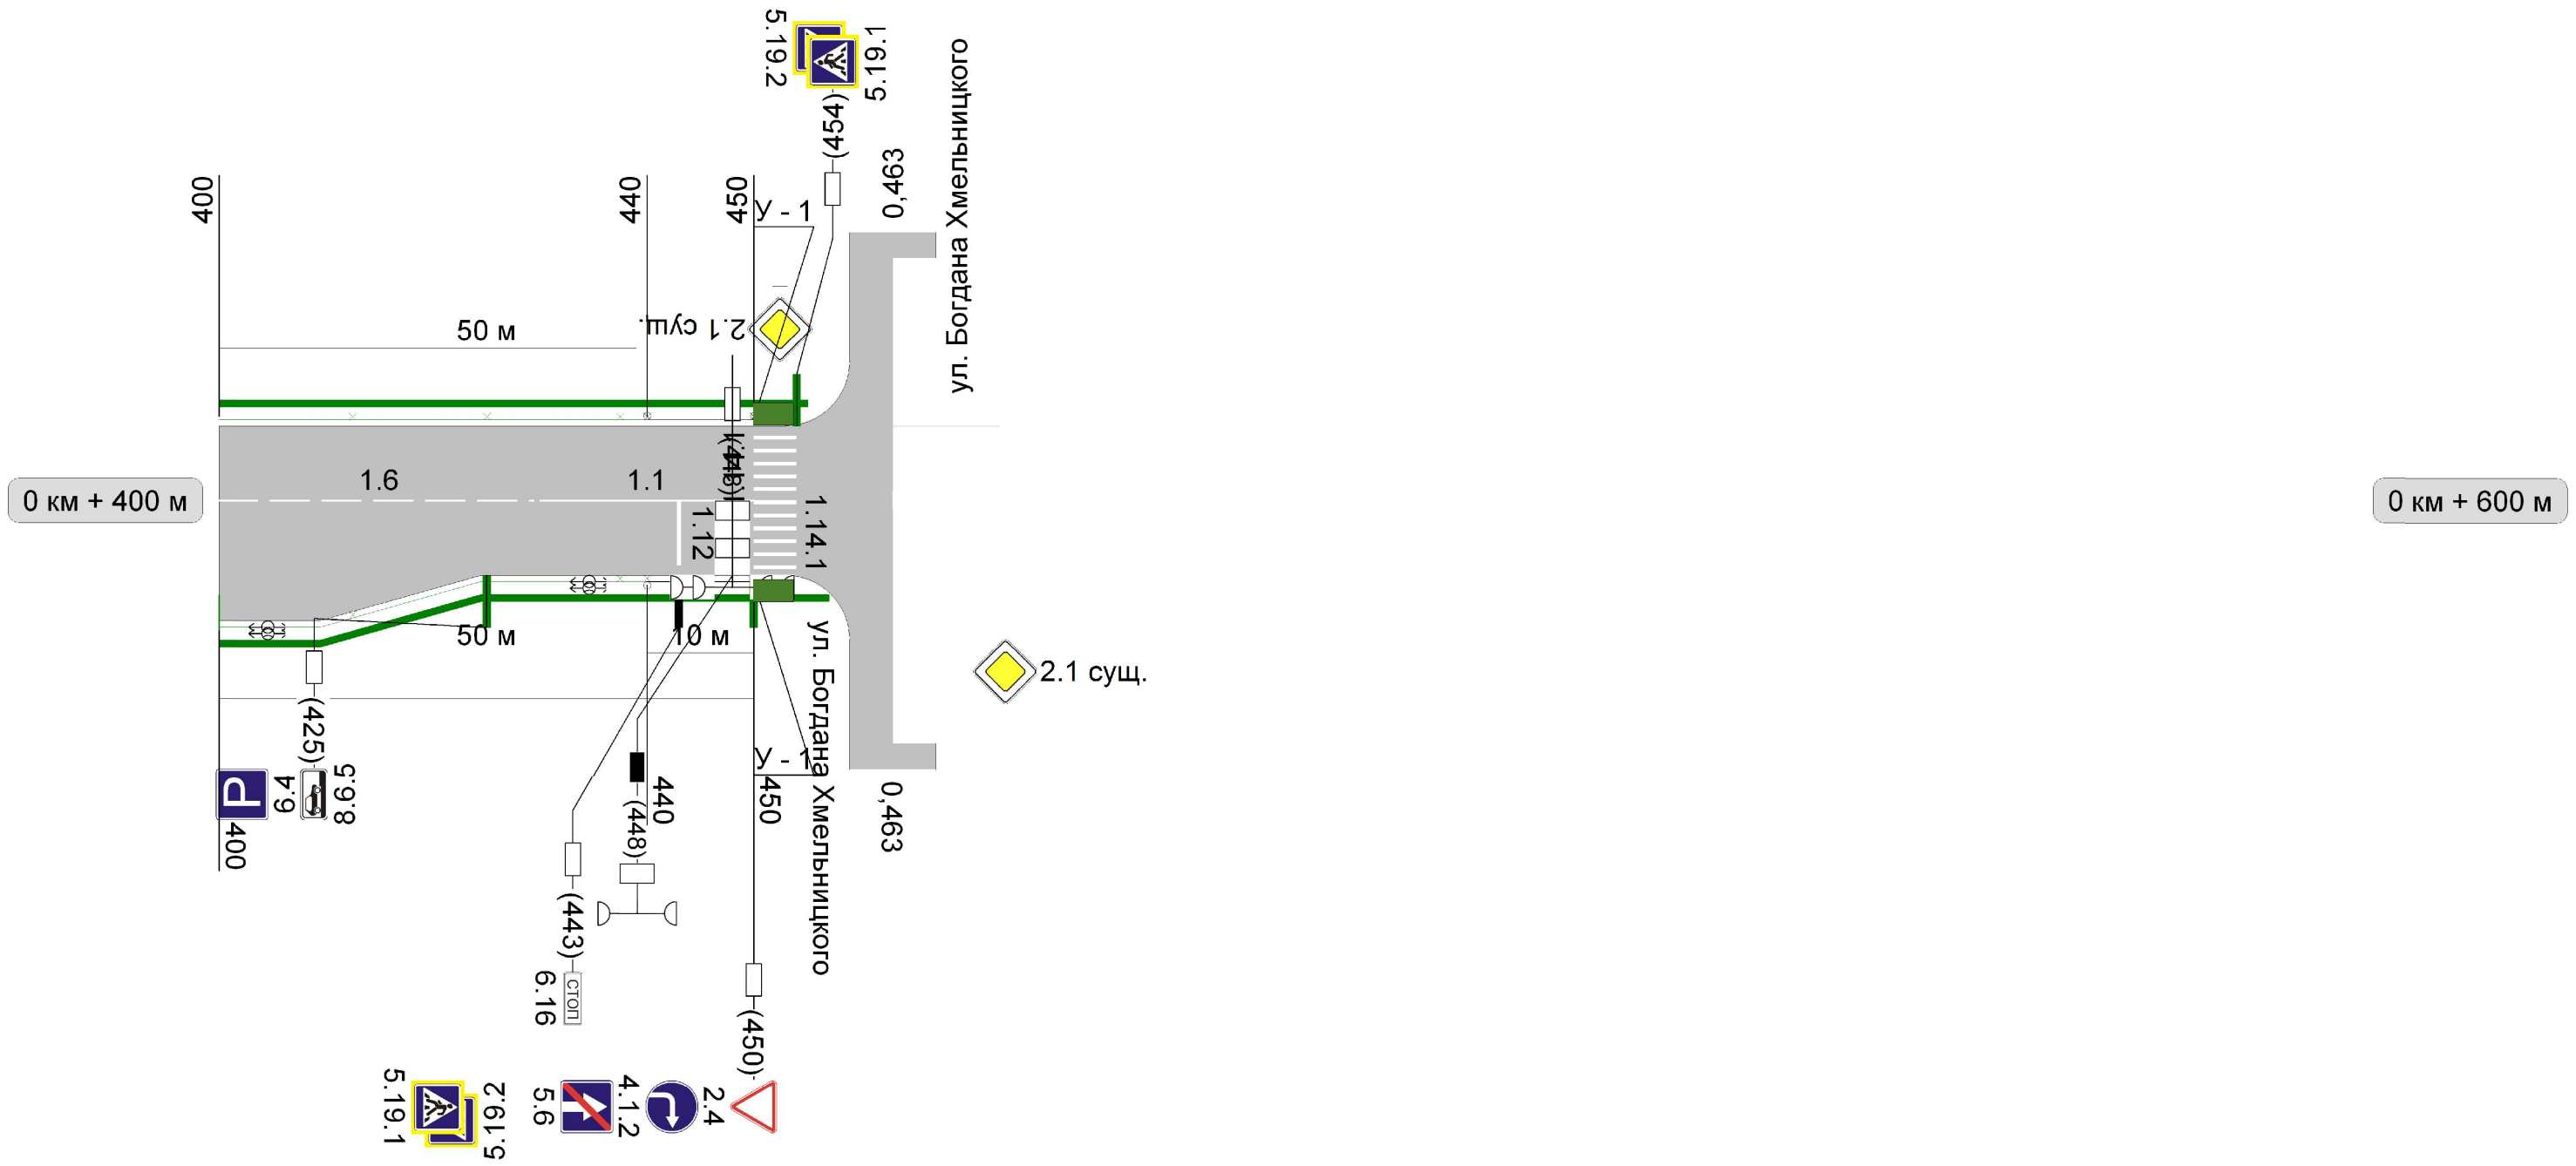 5.19.2
5.19.1
(454)
0,463
ул. Богдана Хмельницкого
400
440
450
У - 1
50 м
2.1 сущ.
(448)
1.6
1.1
1.12
1.14.1
0 км + 400 м
0 км + 600 м
50 м
10 м
ул. Богдана Хмельницкого
2.1 сущ.
(425)
P
6.4
8.6.5
400
У - 1
440
450
0,463
(448)
(443)
6.16
СТОП
(450)
5.19.1
5.19.2
5.6
4.1.2
2.4